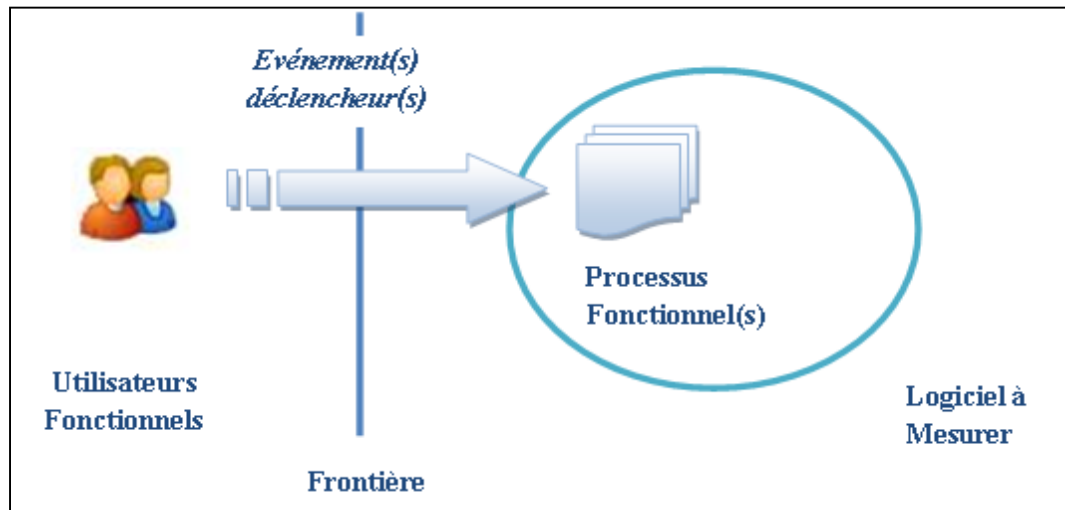 Evénement(s)
déclencheur(s)
Processus
Fonctionnel(s)
Utilisateurs
Fonctionnels
Logiciel à
Mesurer
Frontière